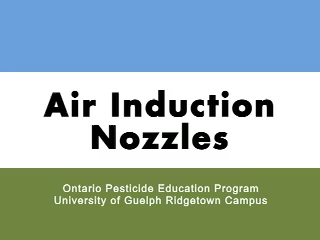 Air Induction
Nozzles
Ontario Pesticide Education Program
University of Guelph Ridgetown Campus